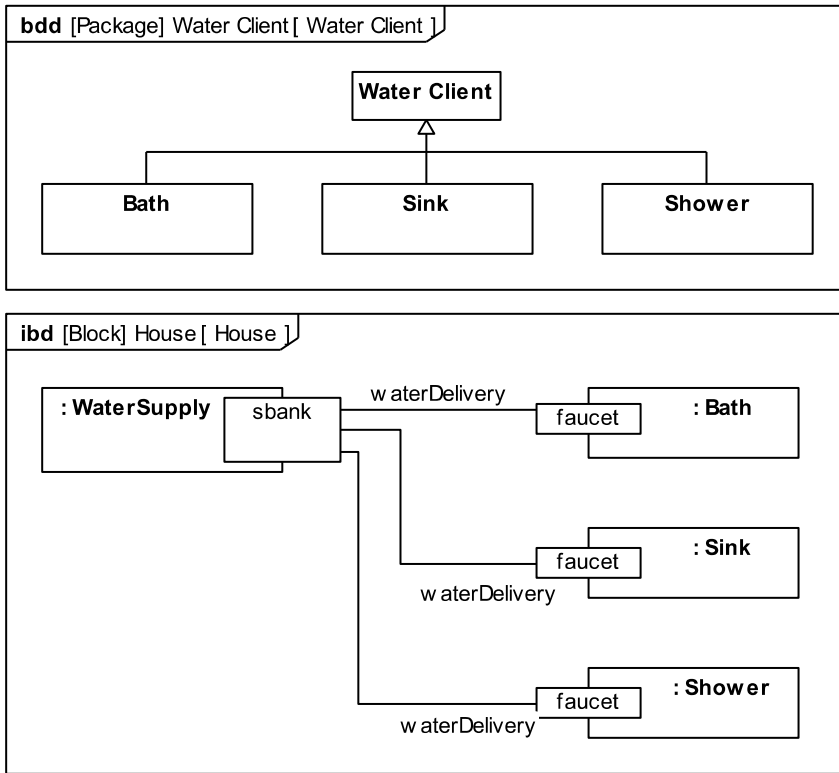 bdd [Package] Water Client [ Water Client ]
Water Client
Bath
Sink
Shower
ibd [Block] House [ House ]
: WaterSupply
sbank
waterDelivery
faucet
: Bath
faucet
: Sink
waterDelivery
faucet
: Shower
waterDelivery